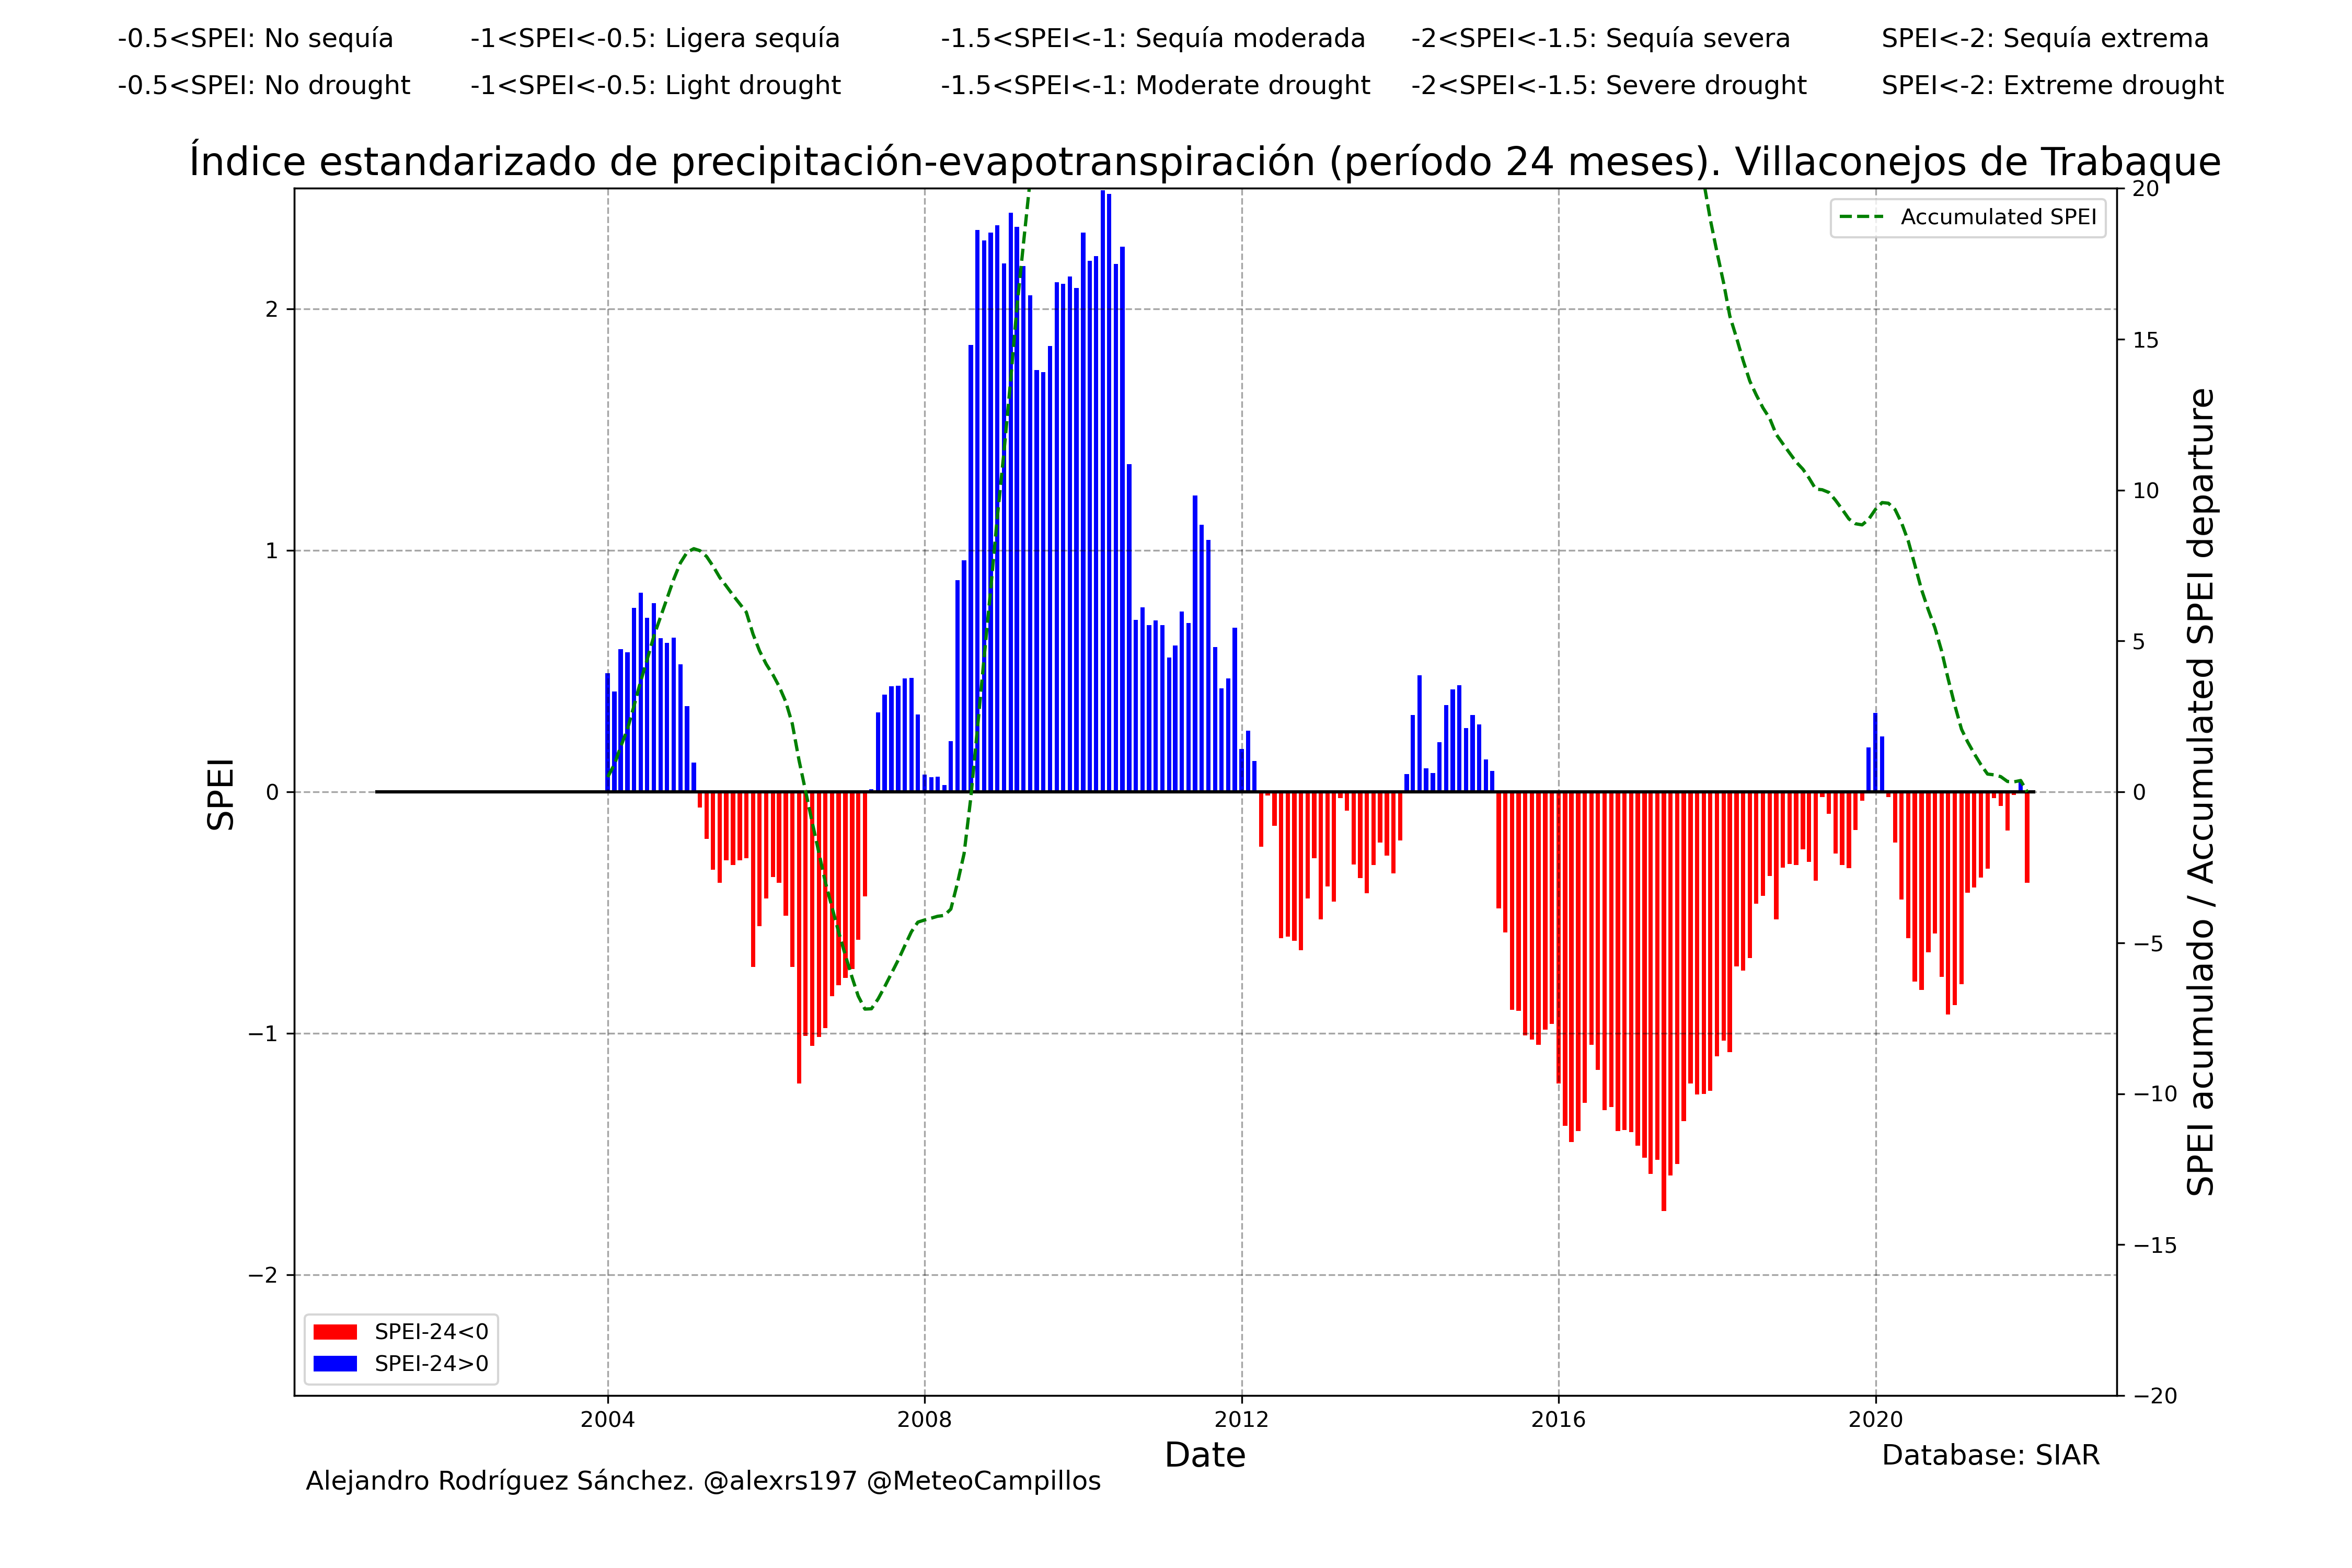 -0.5<SPEI: No sequía -1<SPEI<-0.5: Ligera sequía -1.5<SPEI<-1: Sequía moderada -2<SPEI<-1.5: Sequía severa SPEI<-2: Sequía extrema
-0.5<SPEI: No drought -1<SPEI<-0.5: Light drought -1.5<SPEI<-1: Moderate drought -2<SPEI<-1.5: Severe drought SPEI<-2: Extreme drought
Índice estandarizado de precipitación-evapotranspiración (período 24 meses). Villaconejos de Trabaque
Accumulated SPEI
SPEI
2
1
0
−1
−2
20
15
10
5
0
−5
−10
−15
−20
SPEI acumulado / Accumulated SPEI departure
SPEI-24<0
SPEI-24>0
2004 2008 2012 2016 2020
Date
Database: SIAR
Alejandro Rodríguez Sánchez. @alexrs197 @MeteoCampillos